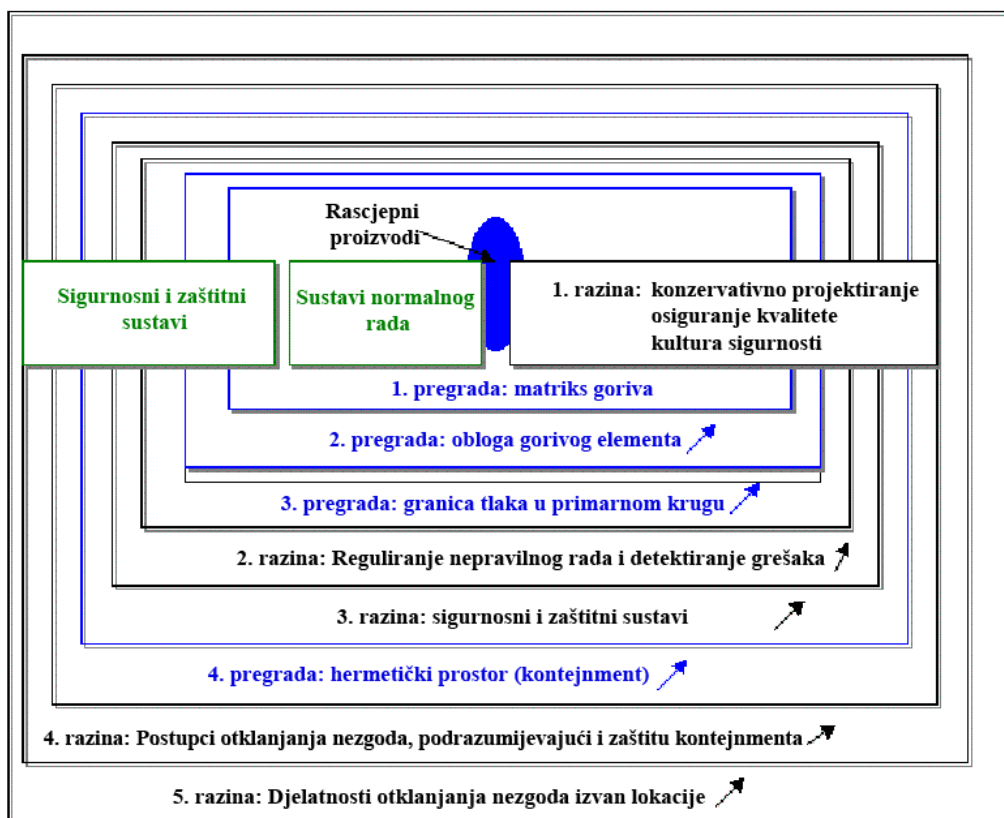 Rascjepni
proizvodi
Sigurnosni i zaštitni
sustavi
Sustavi normalnog
rada
1. razina: konzervativno projektiranje
osiguranje kvalitete
kultura sigurnosti
1. pregrada: matriks goriva
2. pregrada: obloga gorivog elementa
3. pregrada: granica tlaka u primarnom krugu
2. razina: Reguliranje nepravilnog rada i detektiranje grešaka
3. razina: sigurnosni i zaštitni sustavi
4. pregrada: hermetički prostor (kontejnment)
4. razina: Postupci otklanjanja nezgoda, podrazumijevajući i zaštitu kontejnmenta
5. razina: Djelatnosti otklanjanja nezgoda izvan lokacije